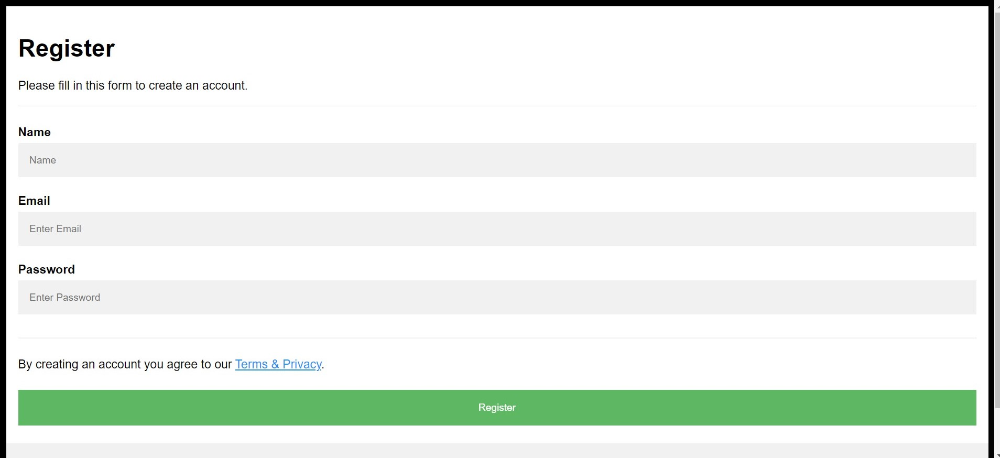 Register
Please fill in this form to create an account.
Name
Name
Email
Enter Email
Password
Enter Password
By creating an account you agree to our Terms & Privacy.
Register